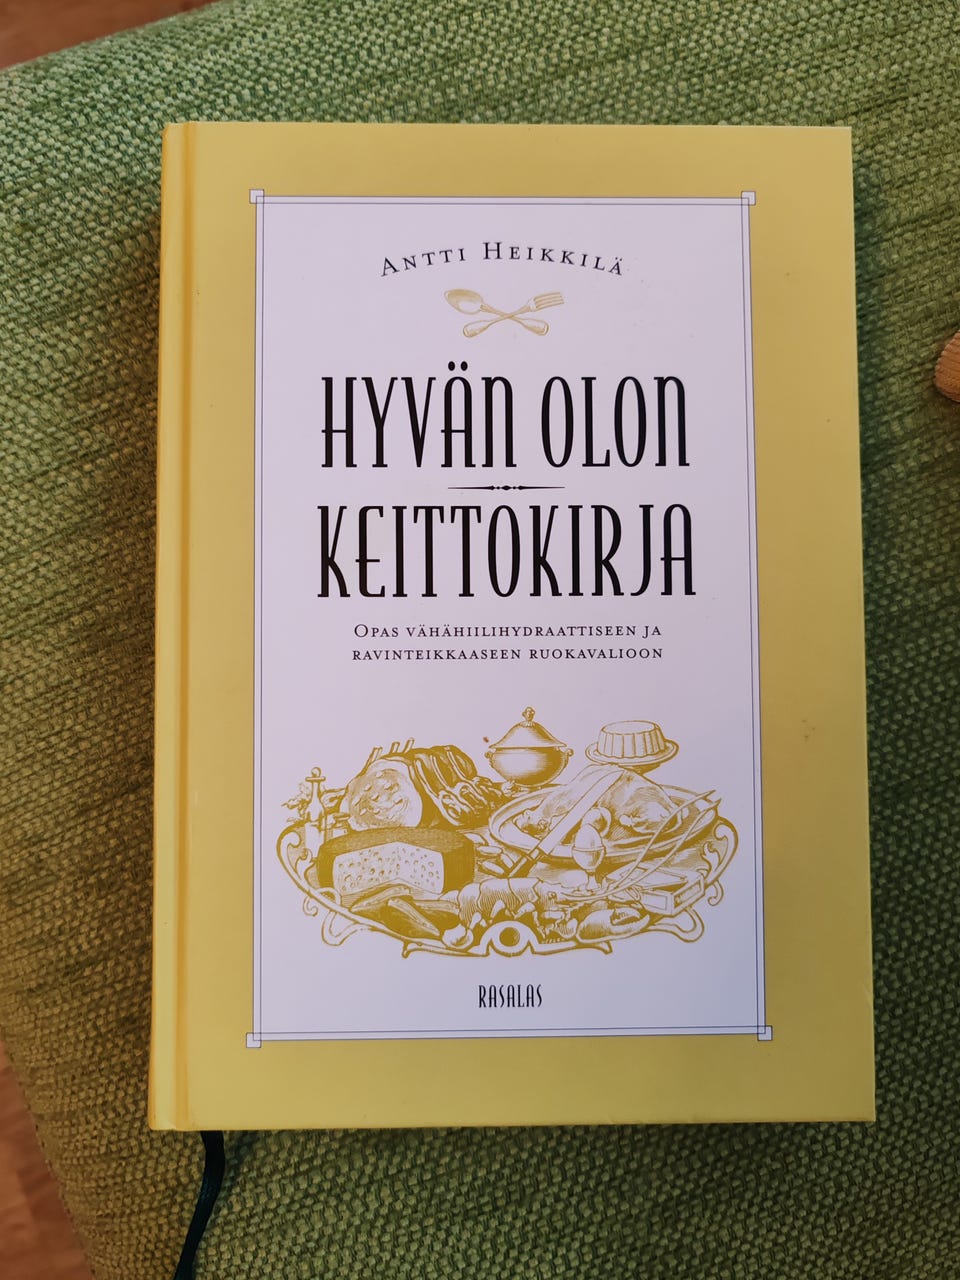 Antti Heikkilä
HYVÄN OLON
KEITTOKIRJA
Opas vähähiilihydraattiseen ja
ravinteikkaaseen ruokavalioon
RASALAS